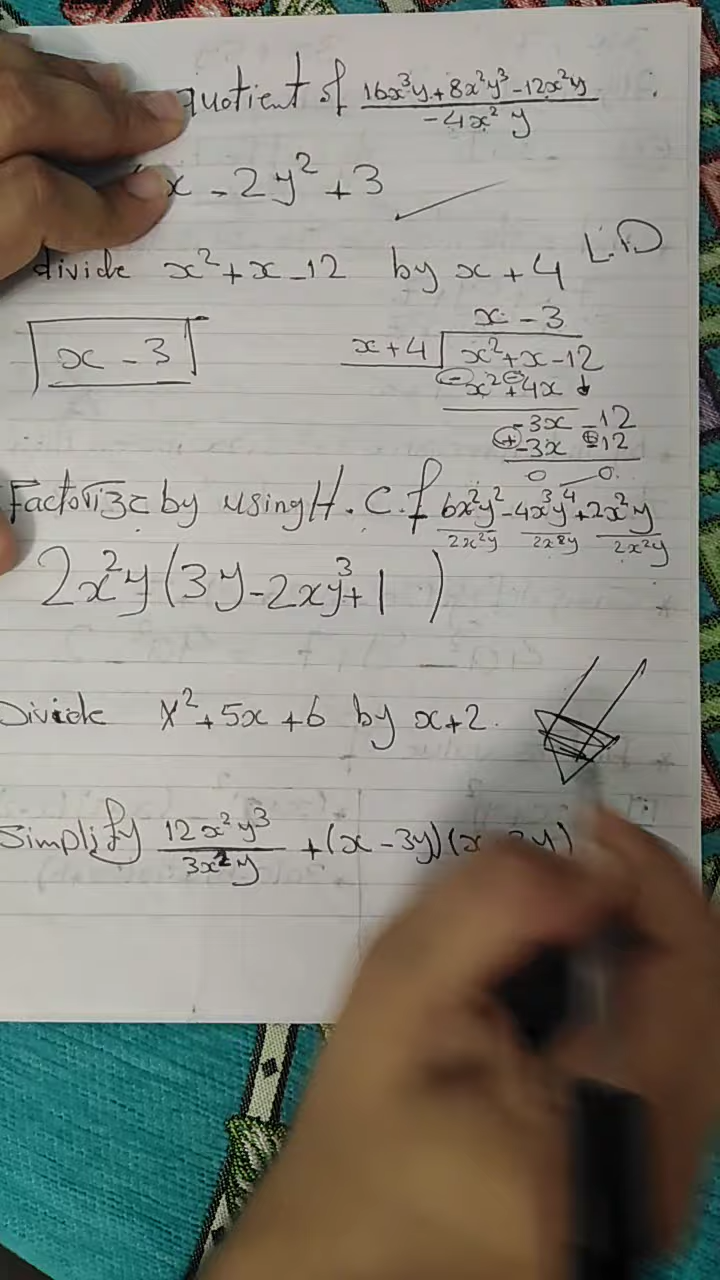 quotient of (16x³y + 8x²y³ - 12x²y)/(-4x²y)
x - 2y² + 3
divide x² + x - 12 by x + 4 L.D
x - 3
x - 3
x + 4 x² + x - 12
x² + 4x
-3x - 12
-3x - 12
0 0
Factorize by using H.C.f 6x²y² - 4x³y⁴ + 2x²y
2x²y 2x²y 2x²y
2x²y(3y - 2xy³ + 1)
Divide x² + 5x + 6 by x + 2.
Simplify 12x²y³/3x²y + (x - 3y)(x 3y)